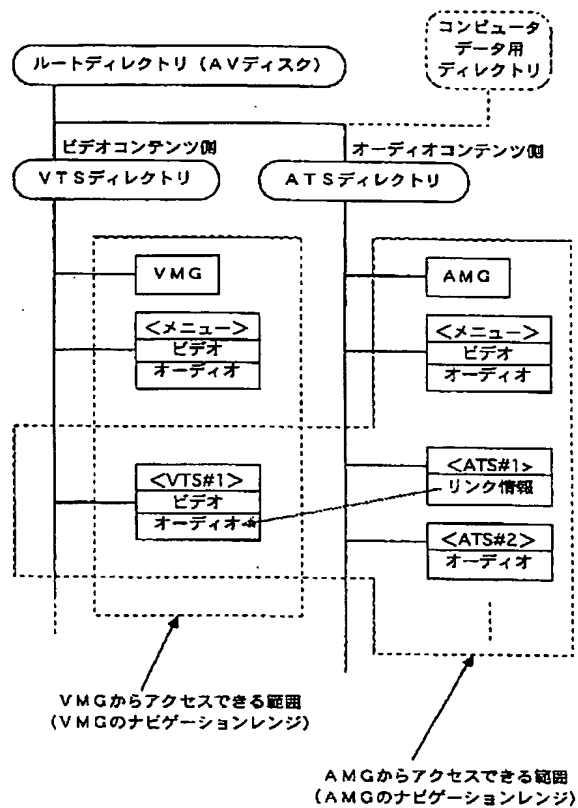 コンピュータ
データ用
ディレクトリ
ルートディレクトリ (AVディスク)
ビデオコンテンツ側
オーディオコンテンツ側
VTSディレクトリ
ATSディレクトリ
VMG
<メニュー>
ビデオ
オーディオ
AMG
<メニュー>
ビデオ
オーディオ
<VTS#1>
ビデオ
オーディオ
<ATS#1>
リンク情報
<ATS#2>
オーディオ
VMGからアクセスできる範囲
(VMGのナビゲーションレンジ)
AMGからアクセスできる範囲
(AMGのナビゲーションレンジ)